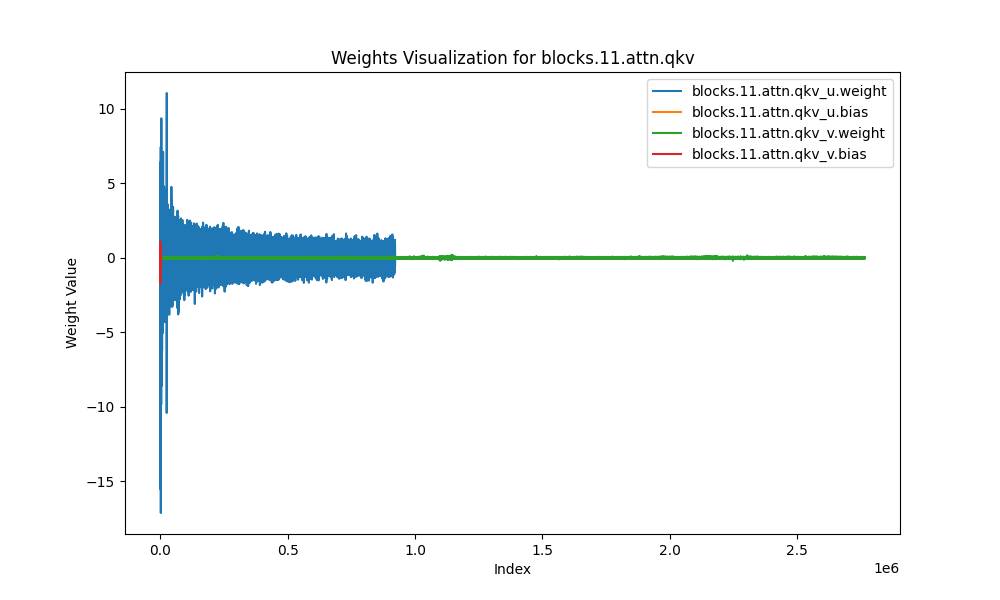 Weights Visualization for blocks.11.attn.qkv
blocks.11.attn.qkv_u.weight
blocks.11.attn.qkv_u.bias
blocks.11.attn.qkv_v.weight
blocks.11.attn.qkv_v.bias
Weight Value
10
5
0
−5
−10
−15
0.0
0.5
1.0
1.5
2.0
2.5
1e6
Index